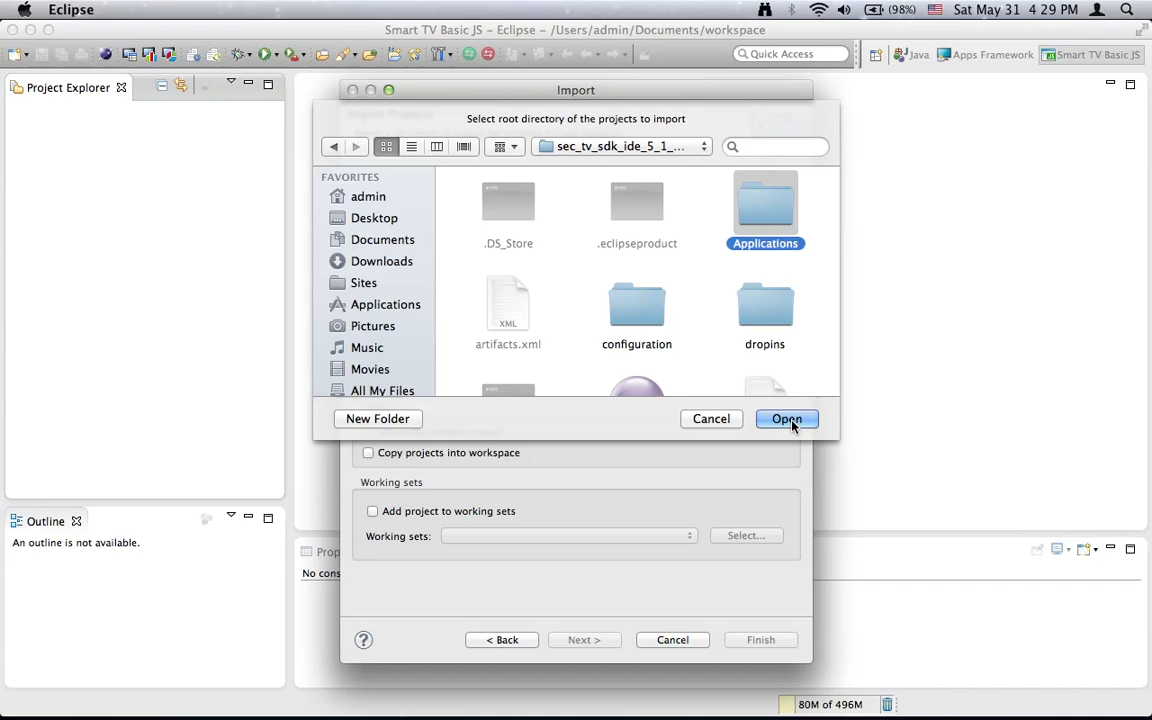 Eclipse
(98%)
Sat May 31 4:29 PM
Smart TV Basic JS – Eclipse – /Users/admin/Documents/workspace
Quick Access
Java
Apps Framework
Smart TV Basic JS
Project Explorer
Import
Select root directory of the projects to import
sec_tv_sdk_ide_5_1_...
FAVORITES
admin
Desktop
Documents
Downloads
Sites
Applications
Pictures
Music
Movies
All My Files
.DS_Store
.eclipseproduct
Applications
XML
artifacts.xml
configuration
dropins
New Folder
Cancel
Open
Copy projects into workspace
Working sets
Add project to working sets
Working sets:
Select...
Outline
An outline is not available.
Prop
No cons
< Back
Next >
Cancel
Finish
80M of 496M